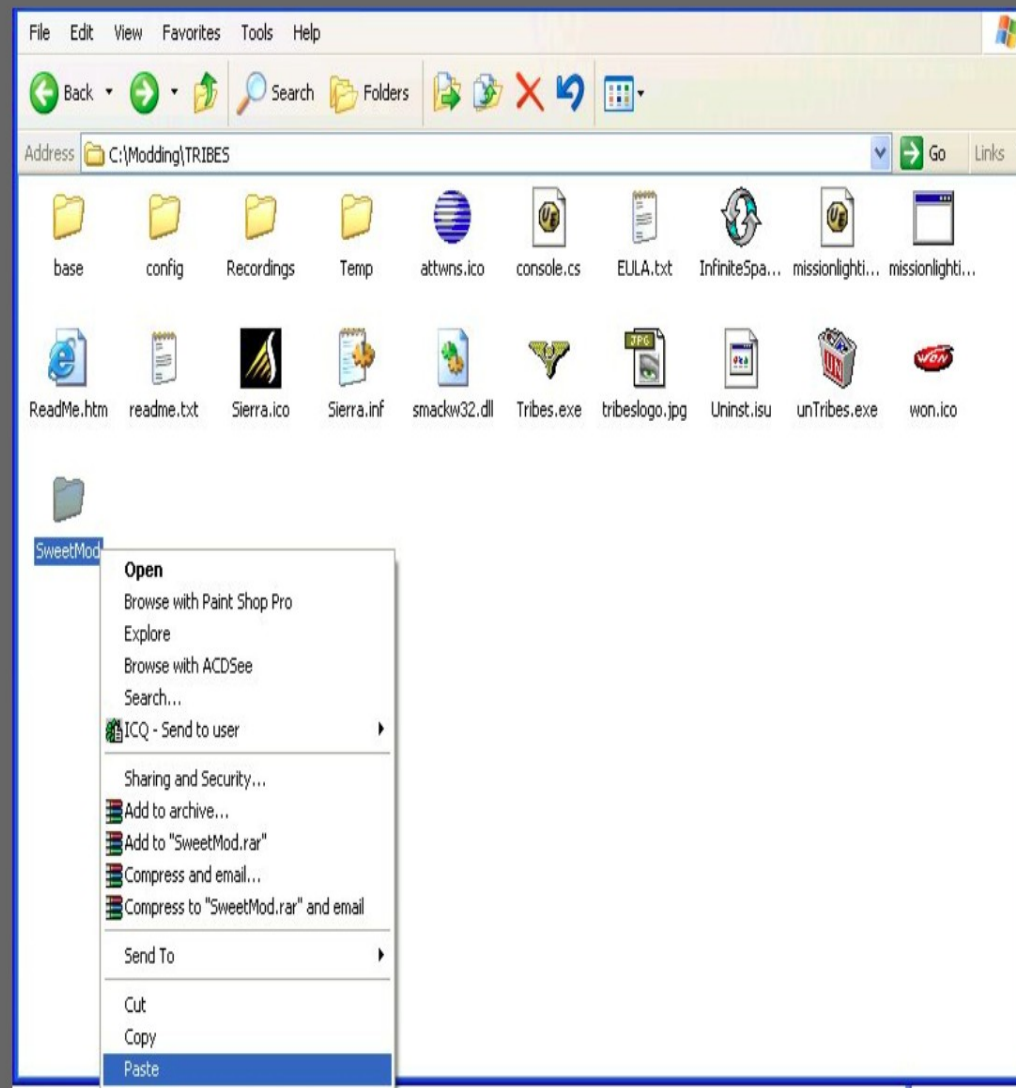 File Edit View Favorites Tools Help
Back Search Folders
Address C:\Modding\TRIBES Go Links
base config Recordings Temp attwns.ico console.cs EULA.txt InfiniteSpa... missionlighti... missionlighti...
JPG UN WON
ReadMe.htm readme.txt Sierra.ico Sierra.inf smackw32.dll Tribes.exe tribeslogo.jpg Uninst.isu unTribes.exe won.ico
SweetMod
Open
Browse with Paint Shop Pro
Explore
Browse with ACDSee
Search...
ICQ - Send to user
Sharing and Security...
Add to archive...
Add to "SweetMod.rar"
Compress and email...
Compress to "SweetMod.rar" and email
Send To
Cut
Copy
Paste